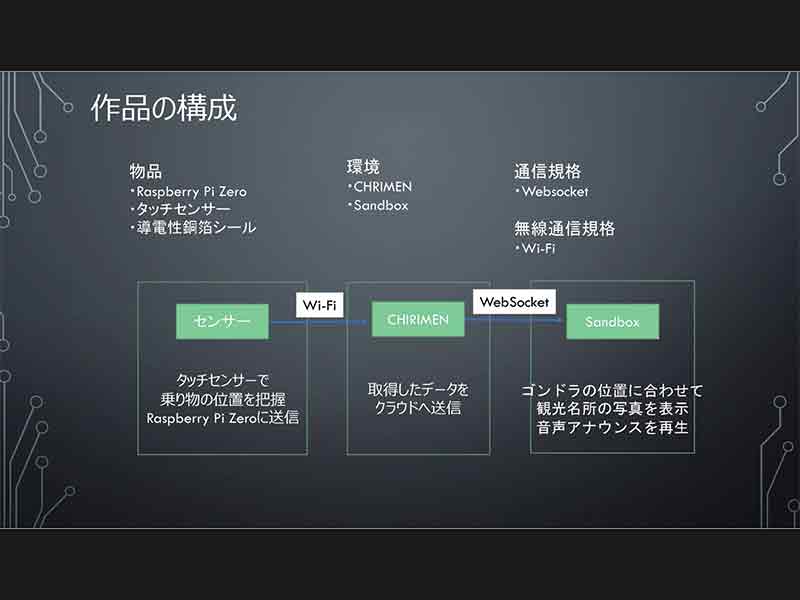 作品の構成
物品
・Raspberry Pi Zero
・タッチセンサー
・導電性銅箔シール
環境
・CHRIMEN
・Sandbox
通信規格
・Websocket
無線通信規格
・Wi-Fi
センサー
Wi-Fi
CHIRIMEN
WebSocket
Sandbox
タッチセンサーで
乗り物の位置を把握
Raspberry Pi Zeroに送信
取得したデータを
クラウドへ送信
ゴンドラの位置に合わせて
観光名所の写真を表示
音声アナウンスを再生